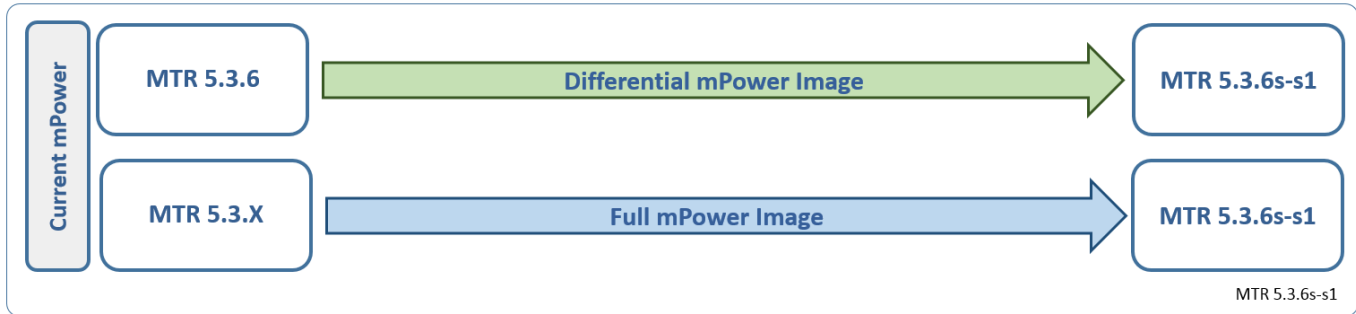 Current mPower
MTR 5.3.6
Differential mPower Image
MTR 5.3.6s-s1
MTR 5.3.X
Full mPower Image
MTR 5.3.6s-s1
MTR 5.3.6s-s1